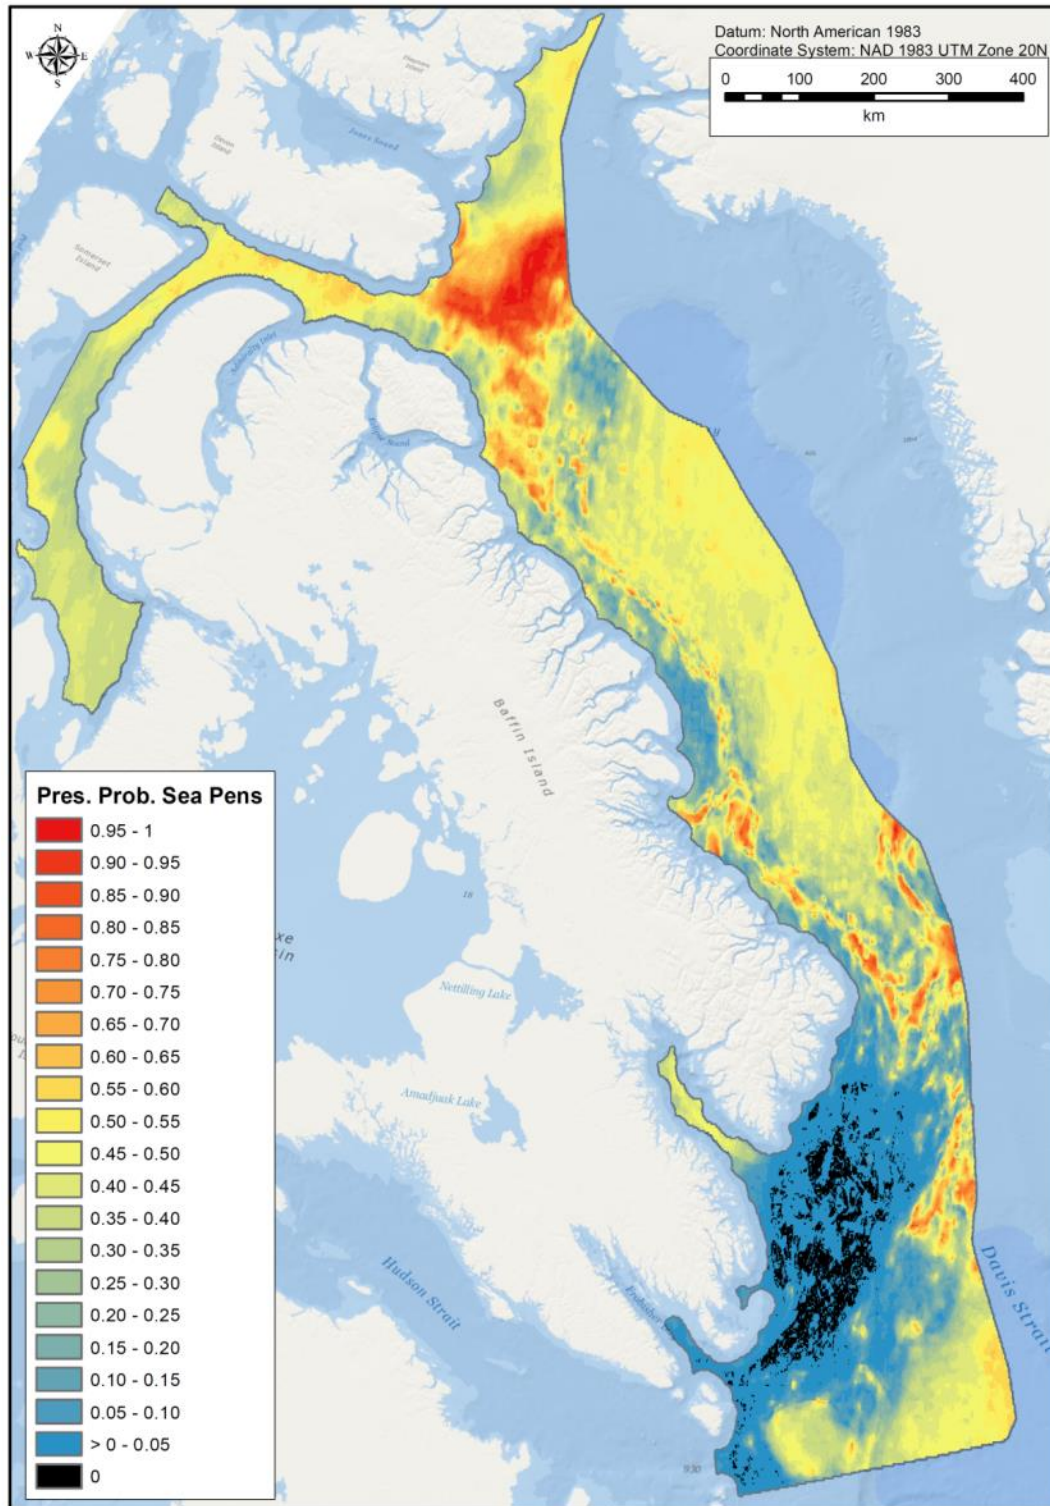 N
W
E
S
Datum: North American 1983
Coordinate System: NAD 1983 UTM Zone 20N
0 100 200 300 400
km
Jones Sound
Devon
Island
Somerset
Island
Admiralty Inlet
Sound
Baffin Island
Pres. Prob. Sea Pens
0.95 - 1
0.90 - 0.95
0.85 - 0.90
0.80 - 0.85
0.75 - 0.80
0.70 - 0.75
0.65 - 0.70
0.60 - 0.65
0.55 - 0.60
0.50 - 0.55
0.45 - 0.50
0.40 - 0.45
0.35 - 0.40
0.30 - 0.35
0.25 - 0.30
0.20 - 0.25
0.15 - 0.20
0.10 - 0.15
0.05 - 0.10
> 0 - 0.05
0
18
xe
in
Nettilling Lake
Amadjuak Lake
Hudson Strait
Frobisher
Davis Strait
930